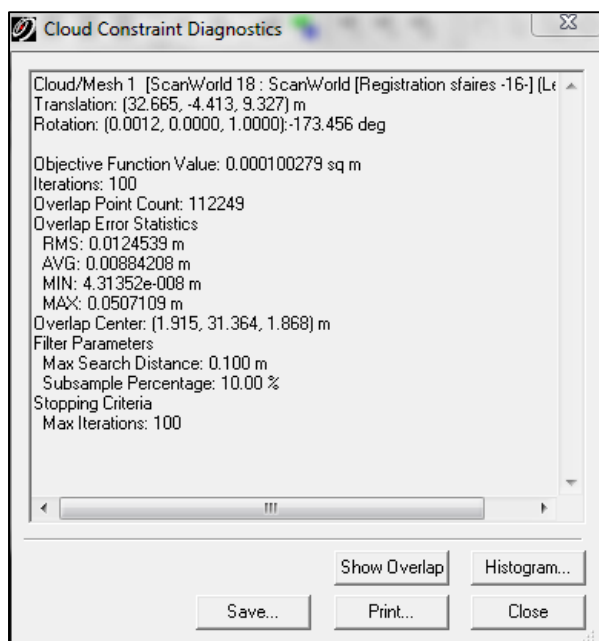 Cloud Constraint Diagnostics
Cloud/Mesh 1 [ScanWorld 18 : ScanWorld [Registration sfaires -16-] (Le
Translation: (32.665, -4.413, 9.327) m
Rotation: (0.0012, 0.0000, 1.0000):-173.456 deg
Objective Function Value: 0.000100279 sq m
Iterations: 100
Overlap Point Count: 112249
Overlap Error Statistics
RMS: 0.0124539 m
AVG: 0.00884208 m
MIN: 4.31352e-008 m
MAX: 0.0507109 m
Overlap Center: (1.915, 31.364, 1.868) m
Filter Parameters
Max Search Distance: 0.100 m
Subsample Percentage: 10.00 %
Stopping Criteria
Max Iterations: 100
Show Overlap Histogram...
Save... Print... Close